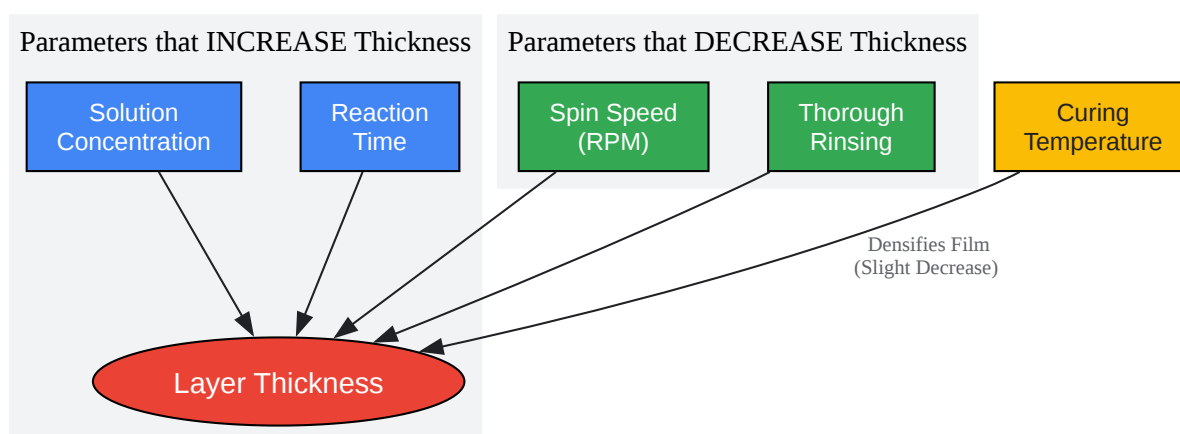 Parameters that INCREASE Thickness
Parameters that DECREASE Thickness
Solution
Concentration
Reaction
Time
Spin Speed
(RPM)
Thorough
Rinsing
Curing
Temperature
Densifies Film
(Slight Decrease)
Layer Thickness